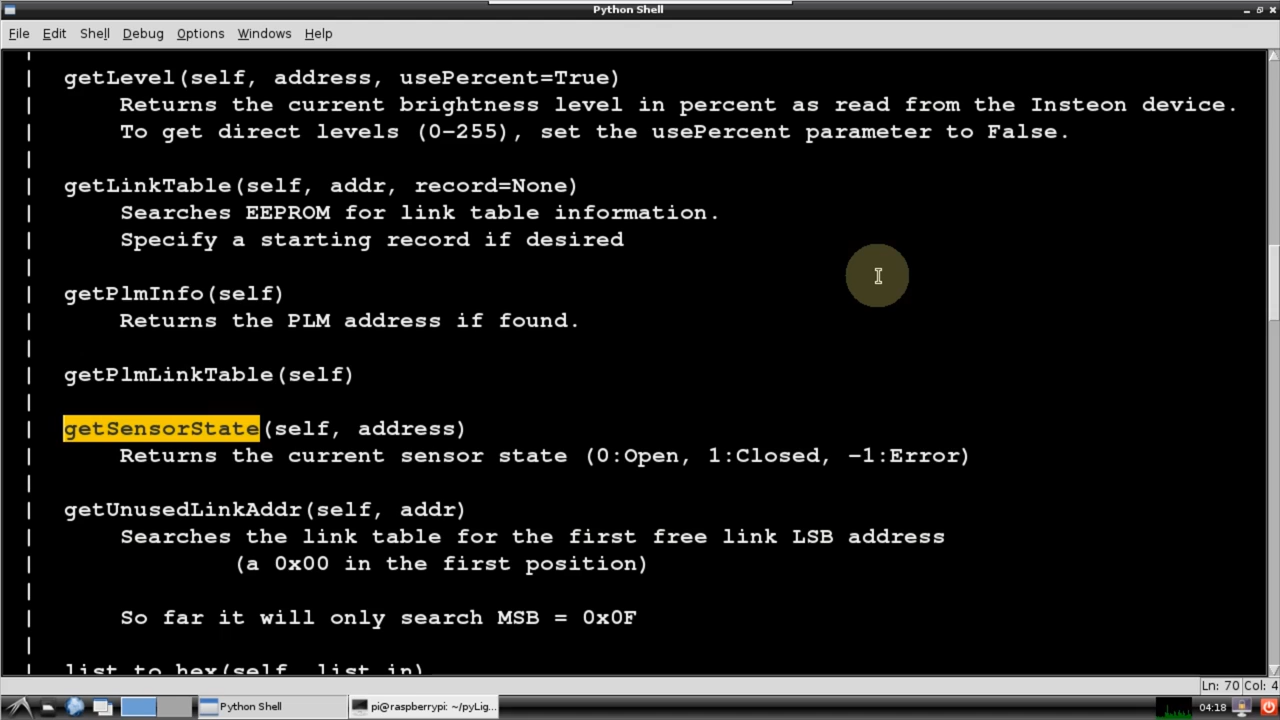 Python Shell
File Edit Shell Debug Options Windows Help
|
| getLevel(self, address, usePercent=True)
| Returns the current brightness level in percent as read from the Insteon device.
| To get direct levels (0-255), set the usePercent parameter to False.
|
| getLinkTable(self, addr, record=None)
| Searches EEPROM for link table information.
| Specify a starting record if desired
|
| getPlmInfo(self)
| Returns the PLM address if found.
|
| getPlmLinkTable(self)
|
| getSensorState(self, address)
| Returns the current sensor state (0:Open, 1:Closed, -1:Error)
|
| getUnusedLinkAddr(self, addr)
| Searches the link table for the first free link LSB address
| (a 0x00 in the first position)
|
| So far it will only search MSB = 0x0F
|
| list_to_hex(self, list_in)
Ln: 70 Col: 4
Python Shell pi@raspberrypi: ~/pyLig... 04:18